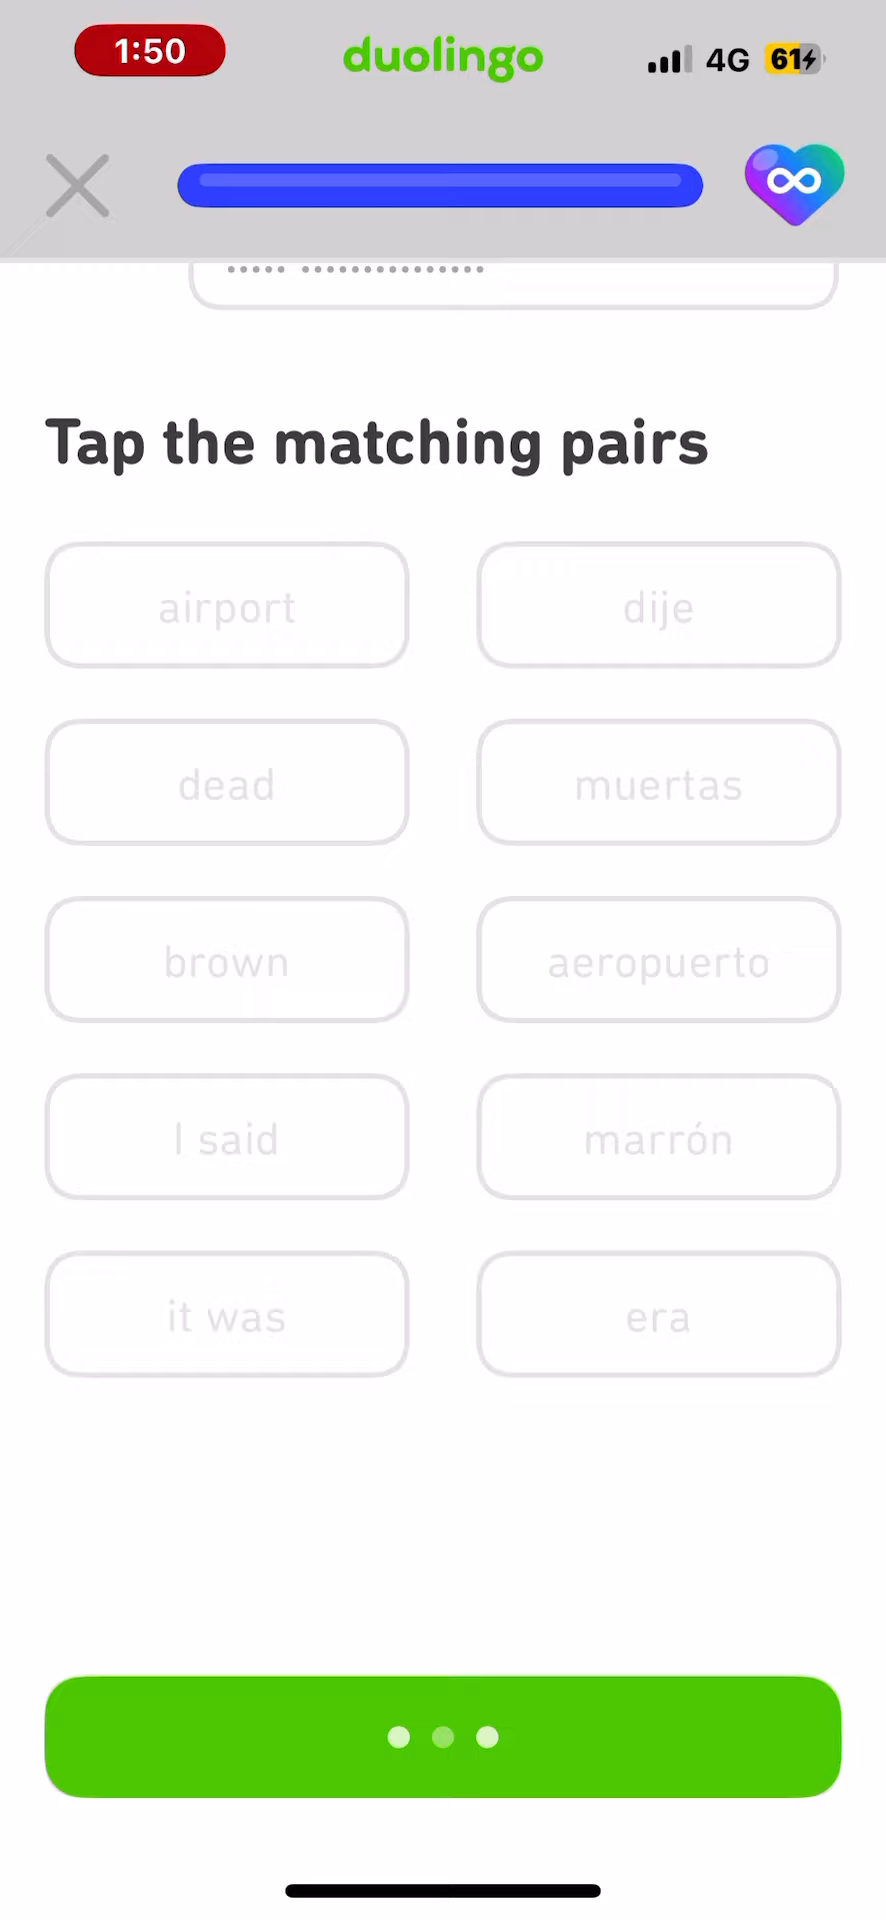 1:50 duolingo 4G 61
Tap the matching pairs
airport dije
dead muertas
brown aeropuerto
I said marrón
it was era